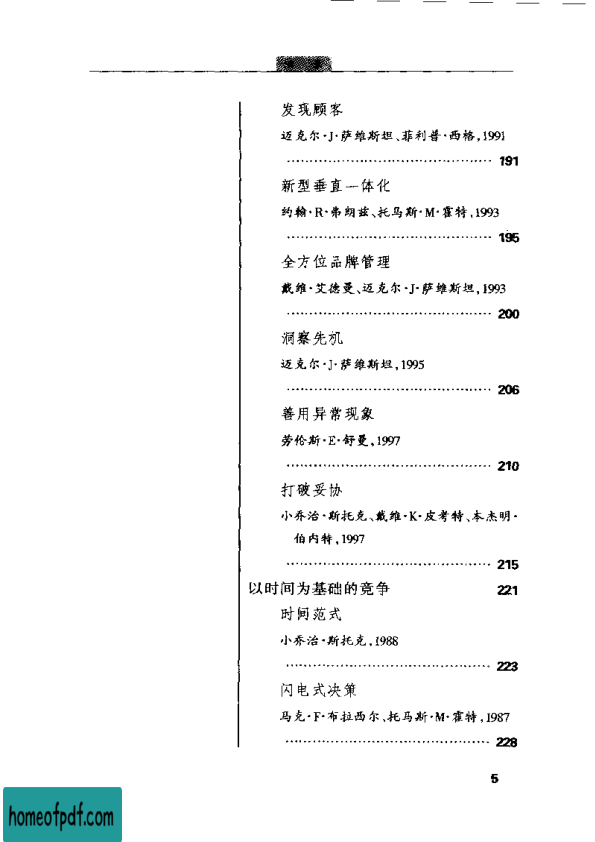 发现顾客
迈克尔·J·萨维斯坦、菲利普·西格,1991
191
新型垂直一体化
约翰·R·弗朗兹、托马斯·M·霍特,1993
195
全方位品牌管理
戴维·艾德曼、迈克尔·J·萨维斯坦,1993
200
洞察先机
迈克尔·J·萨维斯坦,1995
206
善用异常现象
劳伦斯·E·舒曼,1997
210
打破妥协
小乔治·斯托克、戴维·K·皮考特、本杰明·
伯内特,1997
215
以时间为基础的竞争 221
时间范式
小乔治·斯托克,1988
223
闪电式决策
马克·F·布拉西尔、托马斯·M·霍特,1987
228
5
homeofpdf.com